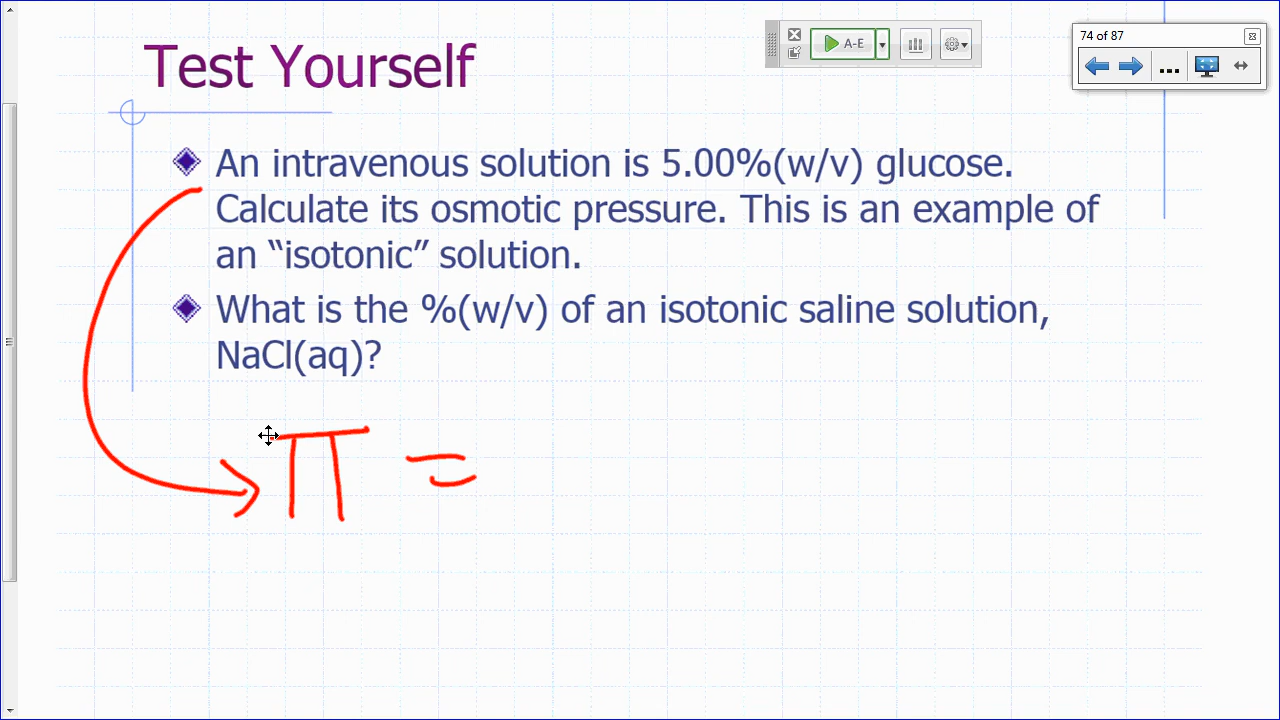 Test Yourself
A-E
74 of 87
...
An intravenous solution is 5.00%(w/v) glucose.
Calculate its osmotic pressure. This is an example of
an “isotonic” solution.
What is the %(w/v) of an isotonic saline solution,
NaCl(aq)?
Π =